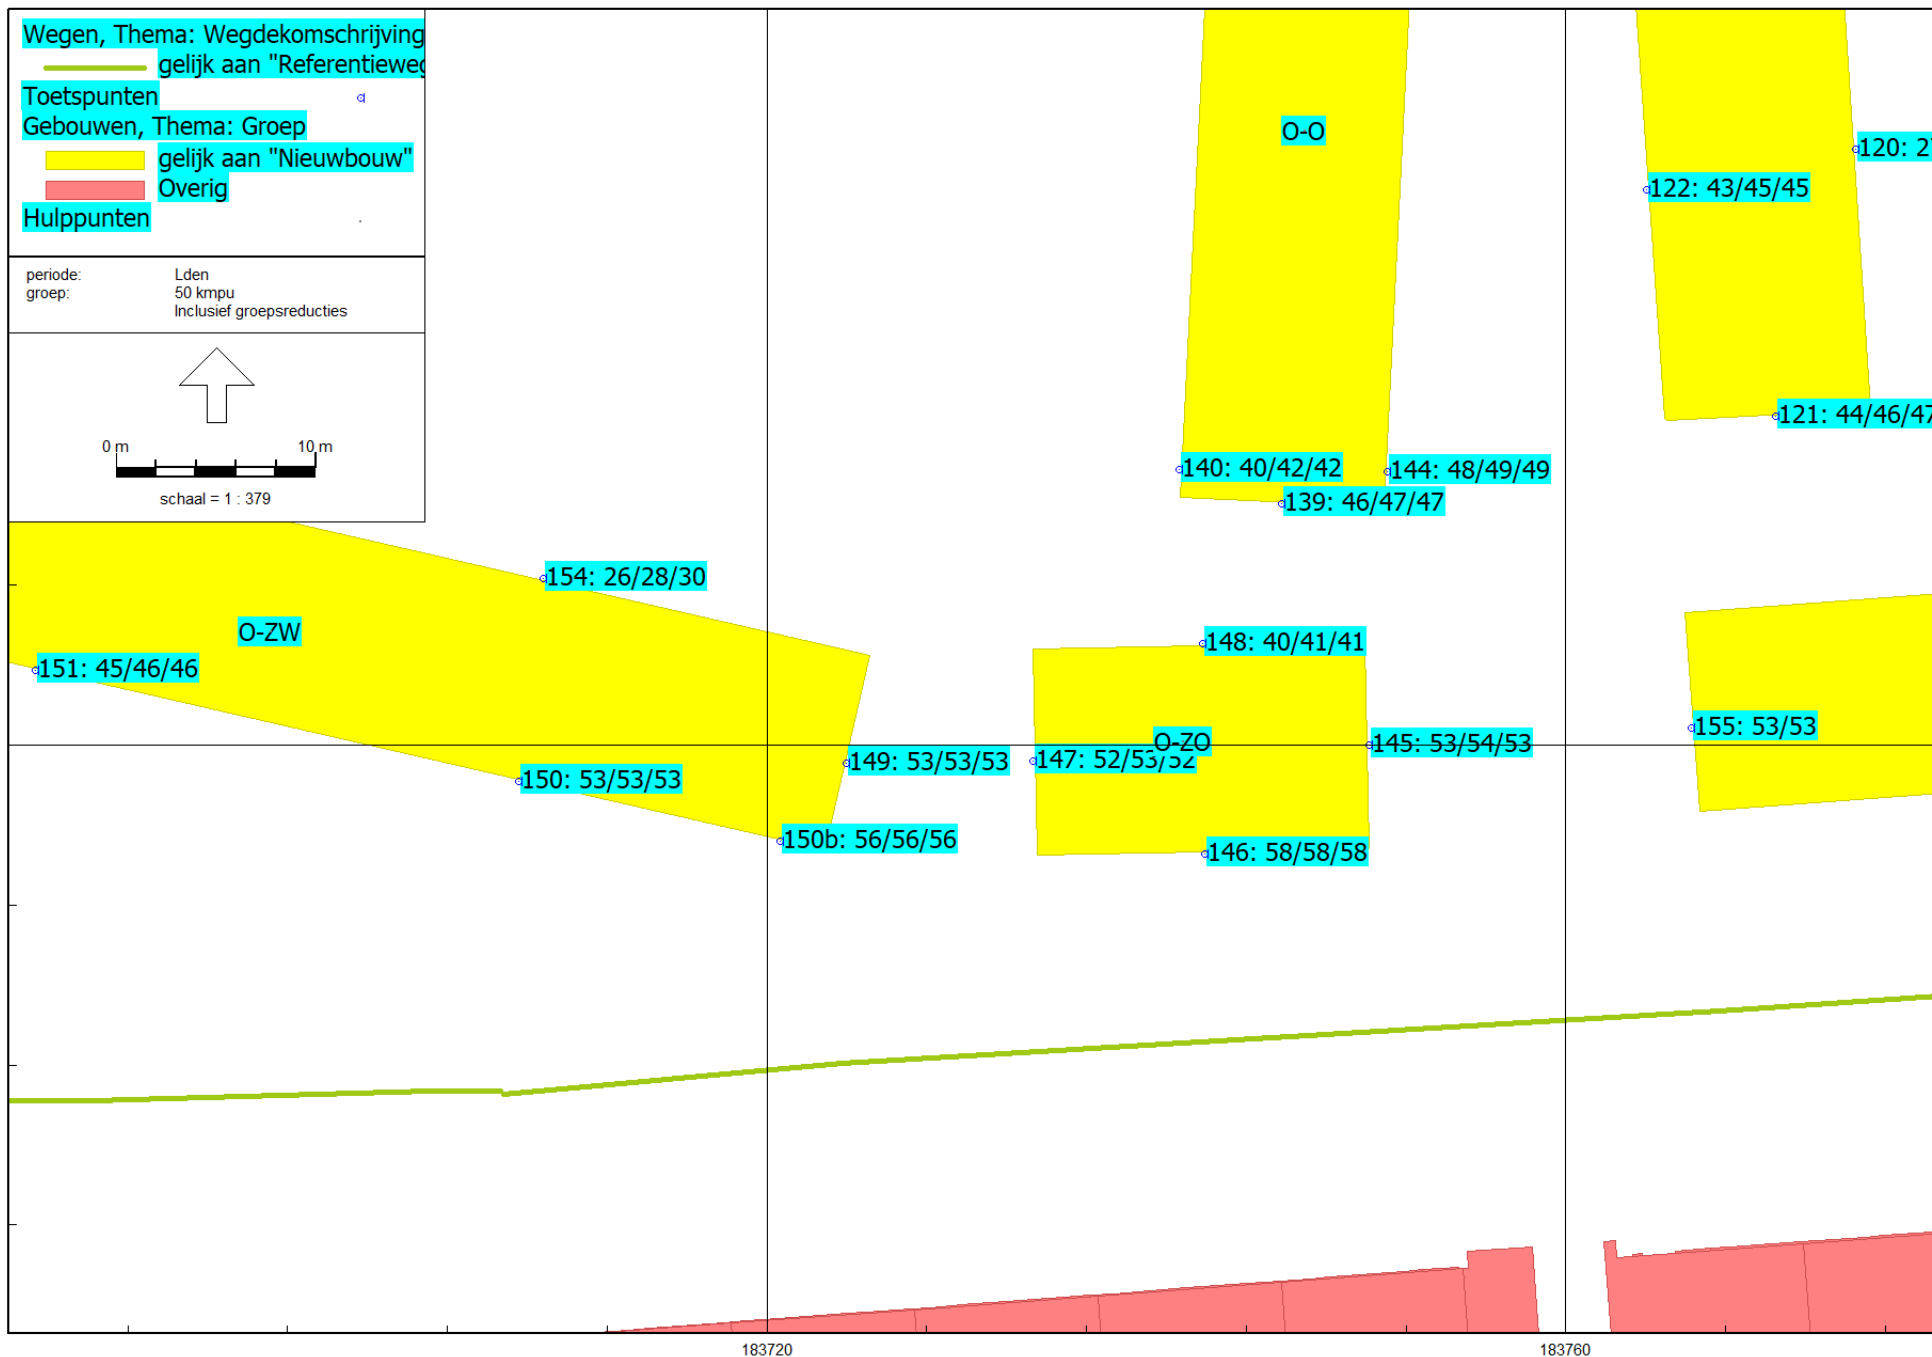 Wegen, Thema: Wegdekomschrijving
gelijk aan "Referentieweg
Toetspunten
Gebouwen, Thema: Groep
gelijk aan "Nieuwbouw"
Overig
Hulppunten
periode: Lden
groep: 50 kmpu
Inclusief groepsreducties
0 m 10 m
schaal = 1 : 379
O-O
120: 2
122: 43/45/45
121: 44/46/47
140: 40/42/42
144: 48/49/49
139: 46/47/47
154: 26/28/30
O-ZW
148: 40/41/41
151: 45/46/46
155: 53/53
O-ZO
145: 53/54/53
149: 53/53/53
147: 52/53/52
150: 53/53/53
150b: 56/56/56
146: 58/58/58
183720
183760